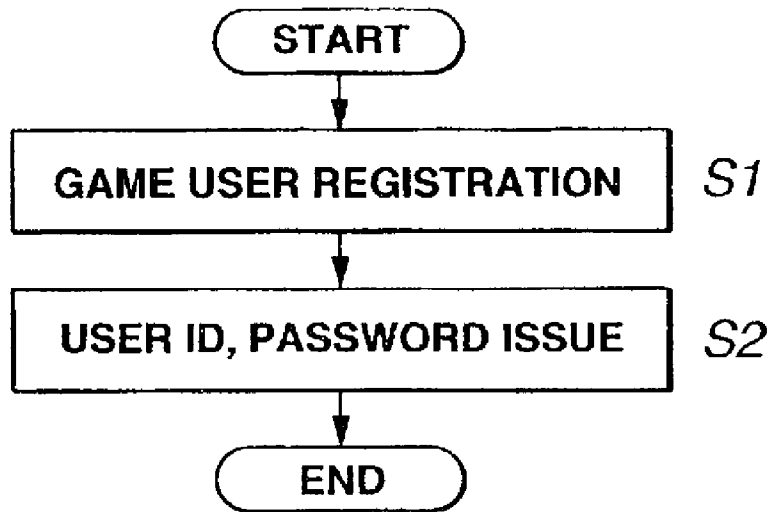 START
GAME USER REGISTRATION S1
USER ID, PASSWORD ISSUE S2
END